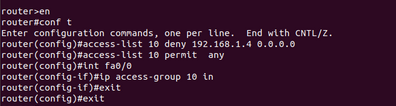 router>en
router#conf t
Enter configuration commands, one per line.  End with CNTL/Z.
router(config)#access-list 10 deny 192.168.1.4 0.0.0.0
router(config)#access-list 10 permit  any
router(config)#int fa0/0
router(config-if)#ip access-group 10 in
router(config-if)#exit
router(config)#exit